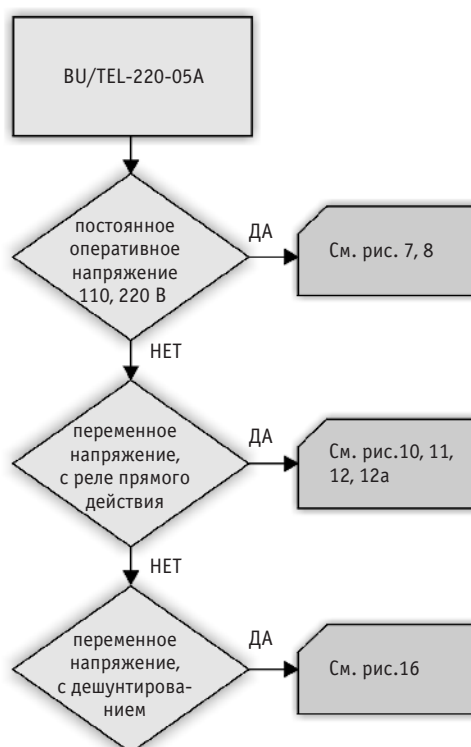 BU/TEL-220-05A
постоянное
оперативное
напряжение
110, 220 В
ДА
См. рис. 7, 8
НЕТ
переменное
напряжение,
с реле прямого
действия
ДА
См. рис.10, 11,
12, 12а
НЕТ
переменное
напряжение,
с дешунтирова-
нием
ДА
См. рис.16